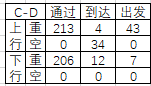 C-D 通过 到达 出发
上行 重 213 4 43
空 0 34 0
下行 重 206 12 7
空 0 0 0